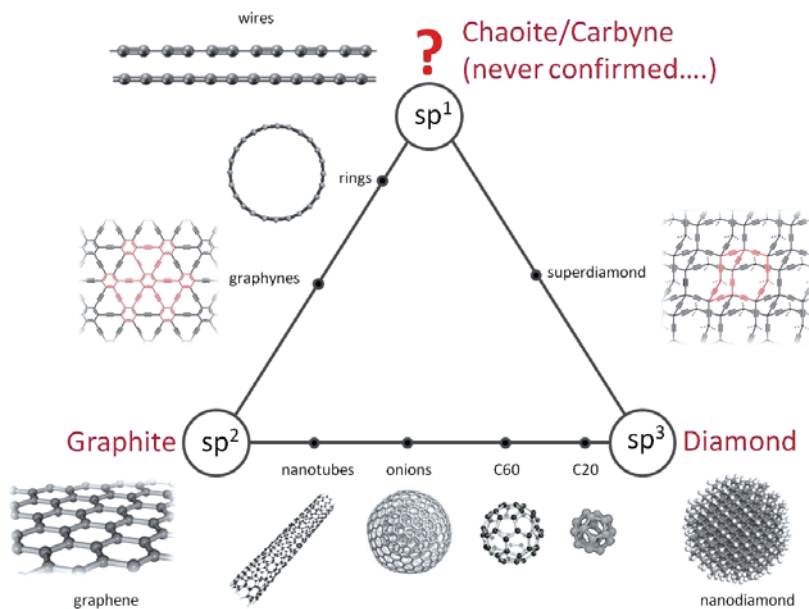 wires
? Chaoite/Carbyne
(never confirmed....)
sp¹
rings
graphynes
superdiamond
Graphite
sp²
sp³
Diamond
nanotubes
onions
C60
C20
graphene
nanodiamond